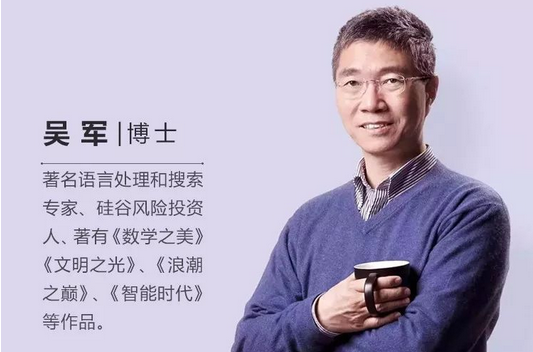 吴军|博士
著名语言处理和搜索
专家、硅谷风险投资
人、著有《数学之美》
《文明之光》、《浪潮
之巅》、《智能时代》
等作品。